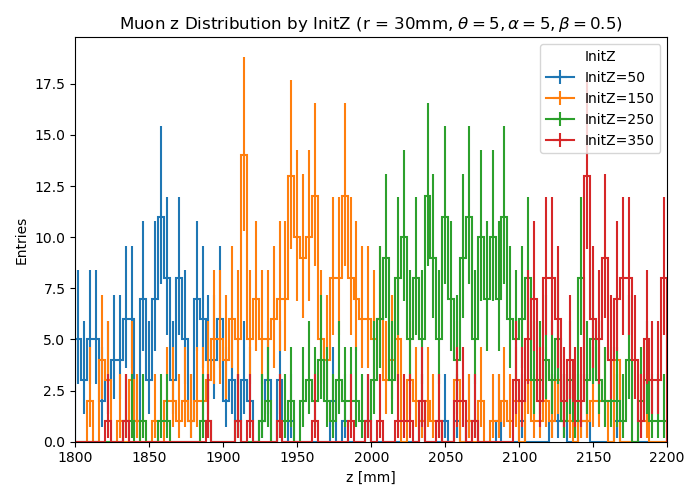 Muon z Distribution by InitZ (r = 30mm, θ = 5, α = 5, β = 0.5)
InitZ
InitZ=50
InitZ=150
InitZ=250
InitZ=350
17.5
15.0
12.5
10.0
7.5
5.0
2.5
0.0
Entries
1800 1850 1900 1950 2000 2050 2100 2150 2200
z [mm]